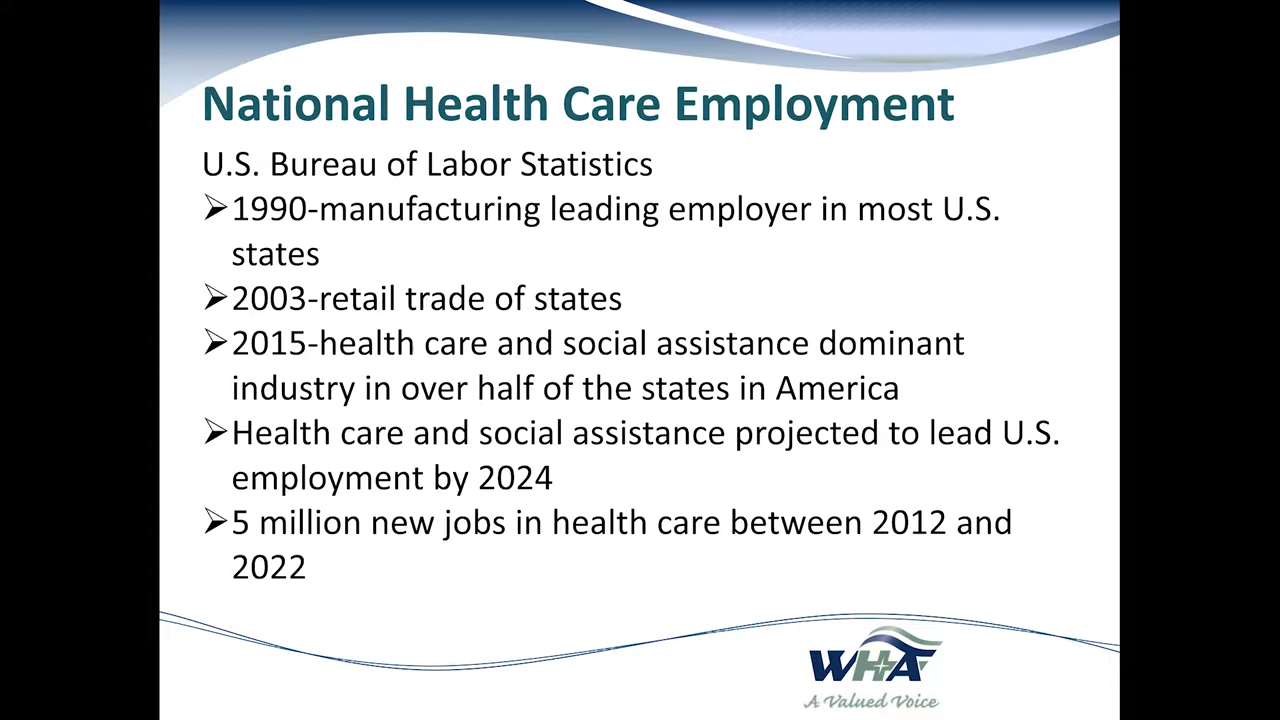 National Health Care Employment
U.S. Bureau of Labor Statistics
➢1990-manufacturing leading employer in most U.S.
states
➢2003-retail trade of states
➢2015-health care and social assistance dominant
industry in over half of the states in America
➢Health care and social assistance projected to lead U.S.
employment by 2024
➢5 million new jobs in health care between 2012 and
2022
WHA
A Valued Voice